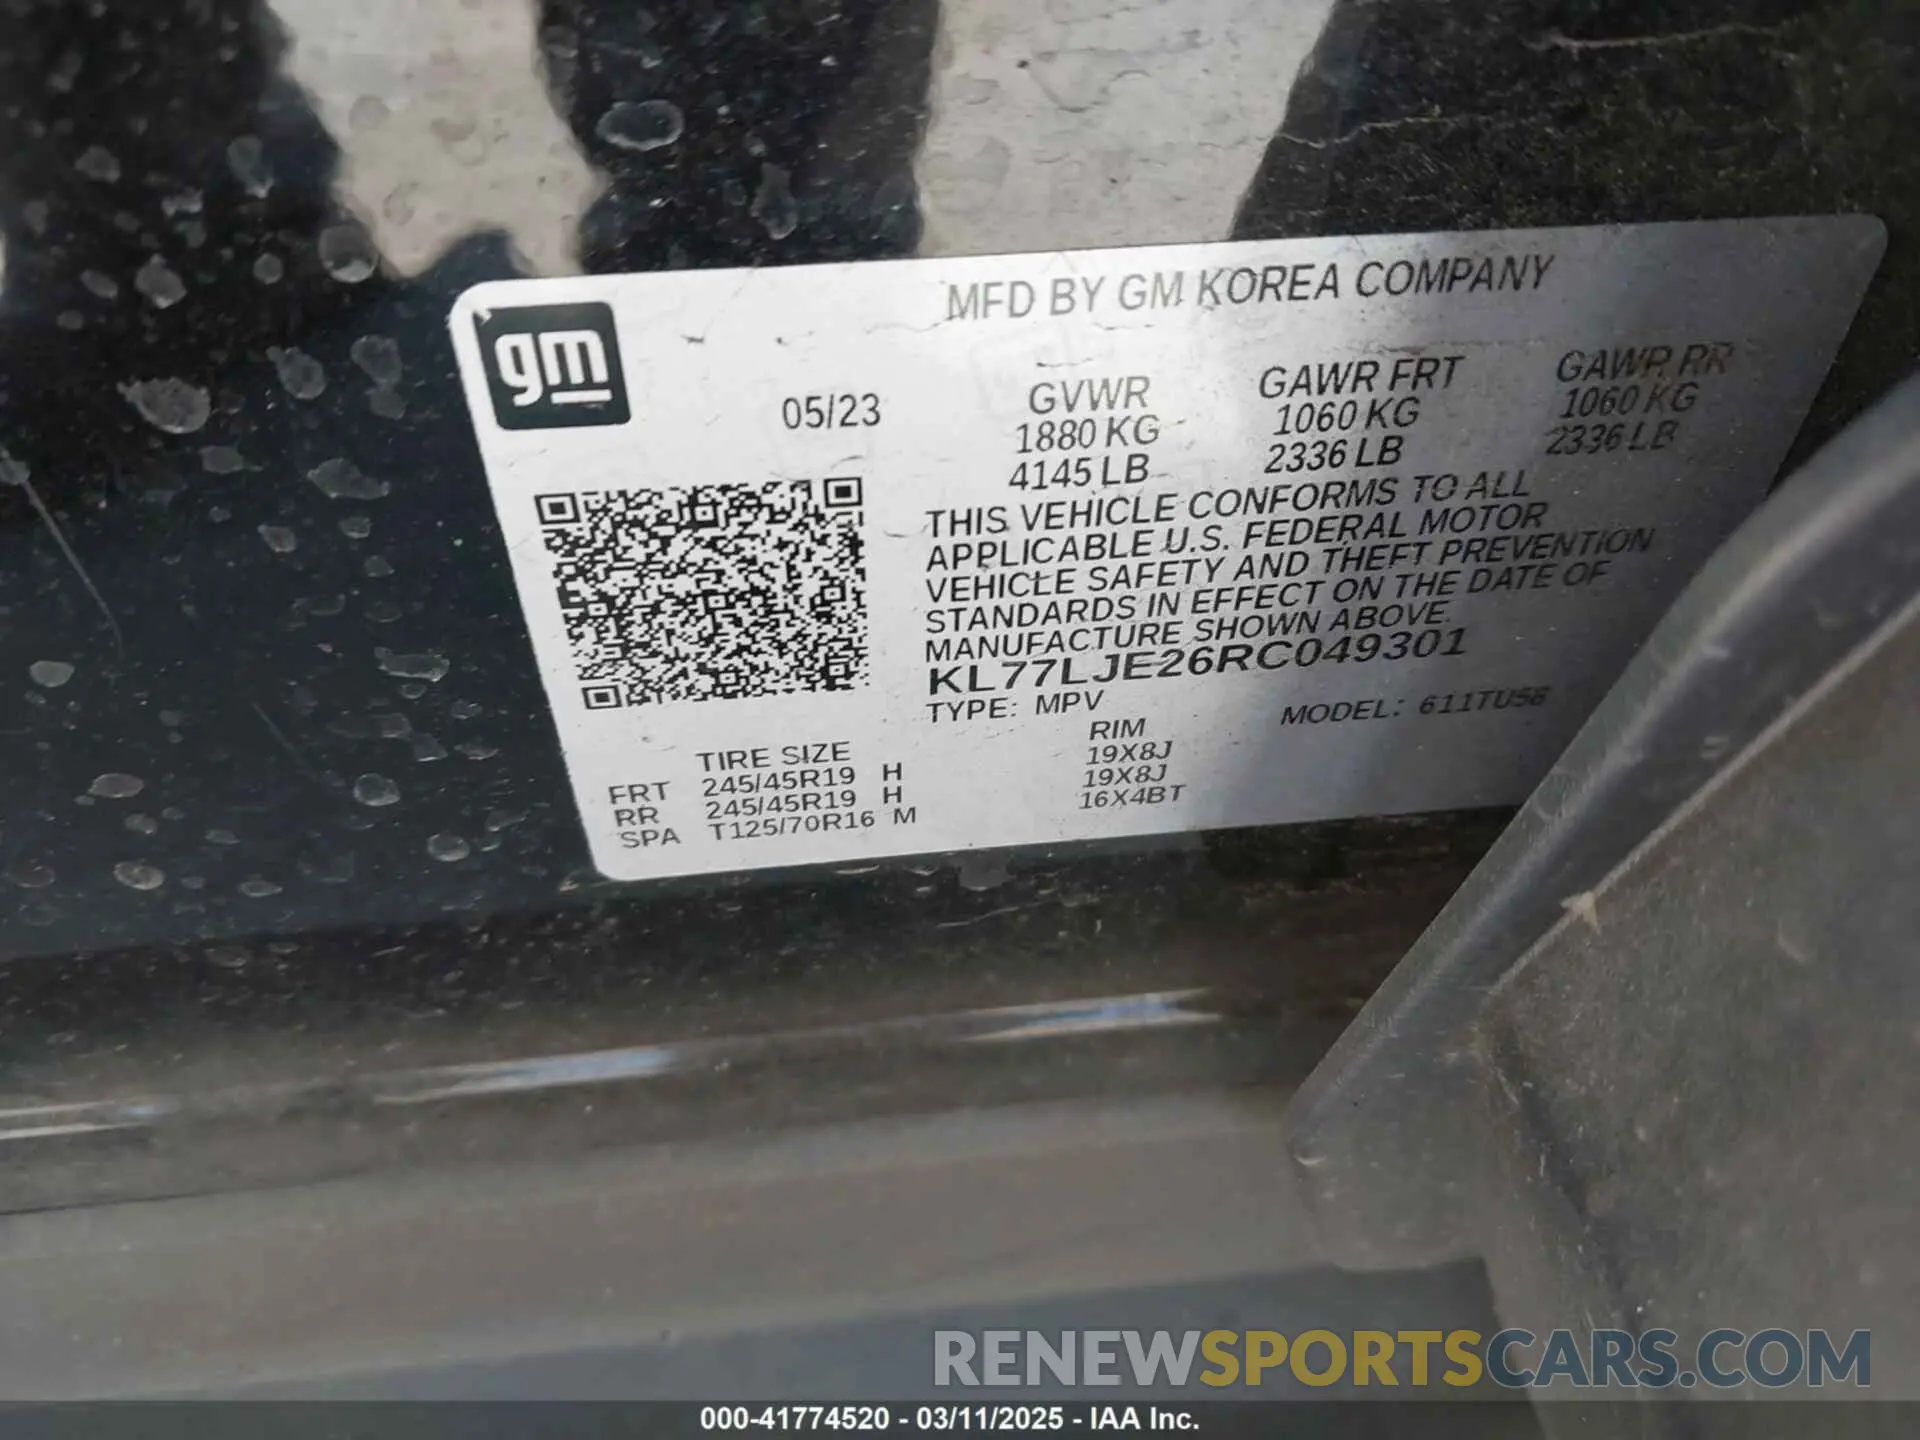 gm
MFD BY GM KOREA COMPANY
05/23
GVWR GAWR FRT GAWR RR
1880 KG 1060 KG 1060 KG
4145 LB 2336 LB 2336 LB
THIS VEHICLE CONFORMS TO ALL
APPLICABLE U.S. FEDERAL MOTOR
VEHICLE SAFETY AND THEFT PREVENTION
STANDARDS IN EFFECT ON THE DATE OF
MANUFACTURE SHOWN ABOVE.
KL77LJE26RC049301
TYPE: MPV MODEL: 611TU58
TIRE SIZE RIM
FRT 245/45R19 H 19X8J
RR 245/45R19 H 19X8J
SPA T125/70R16 M 16X4BT
RENEWSPORTSCARS.COM
000-41774520 - 03/11/2025 - IAA Inc.